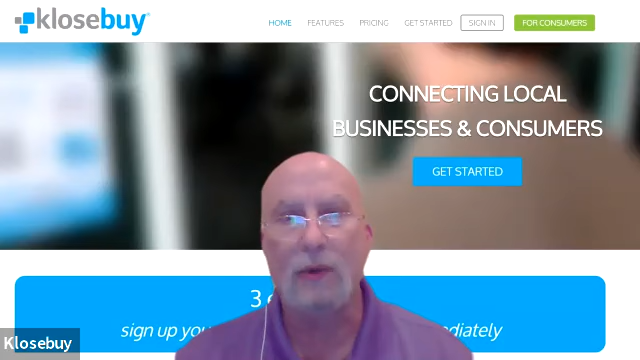 klosebuy®
HOME FEATURES PRICING GET STARTED SIGN IN FOR CONSUMERS
CONNECTING LOCAL
BUSINESSES & CONSUMERS
GET STARTED
3
sign up
Klosebuy